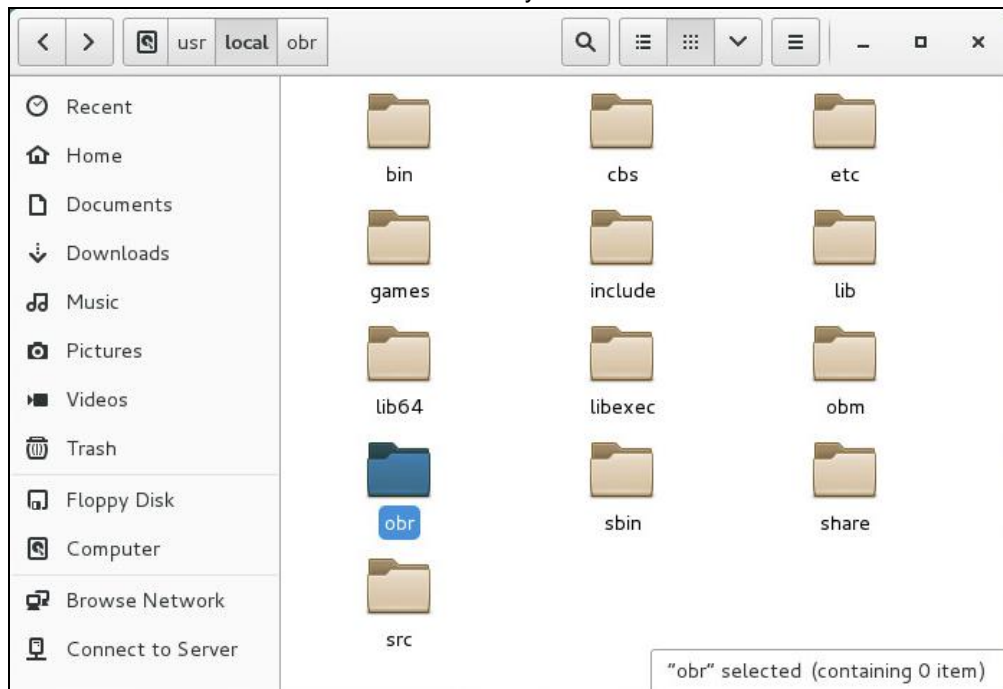 usr local obr
Recent
Home
Documents
Downloads
Music
Pictures
Videos
Trash
Floppy Disk
Computer
Browse Network
Connect to Server
bin cbs etc
games include lib
lib64 libexec obm
obr sbin share
src
"obr" selected (containing 0 item)